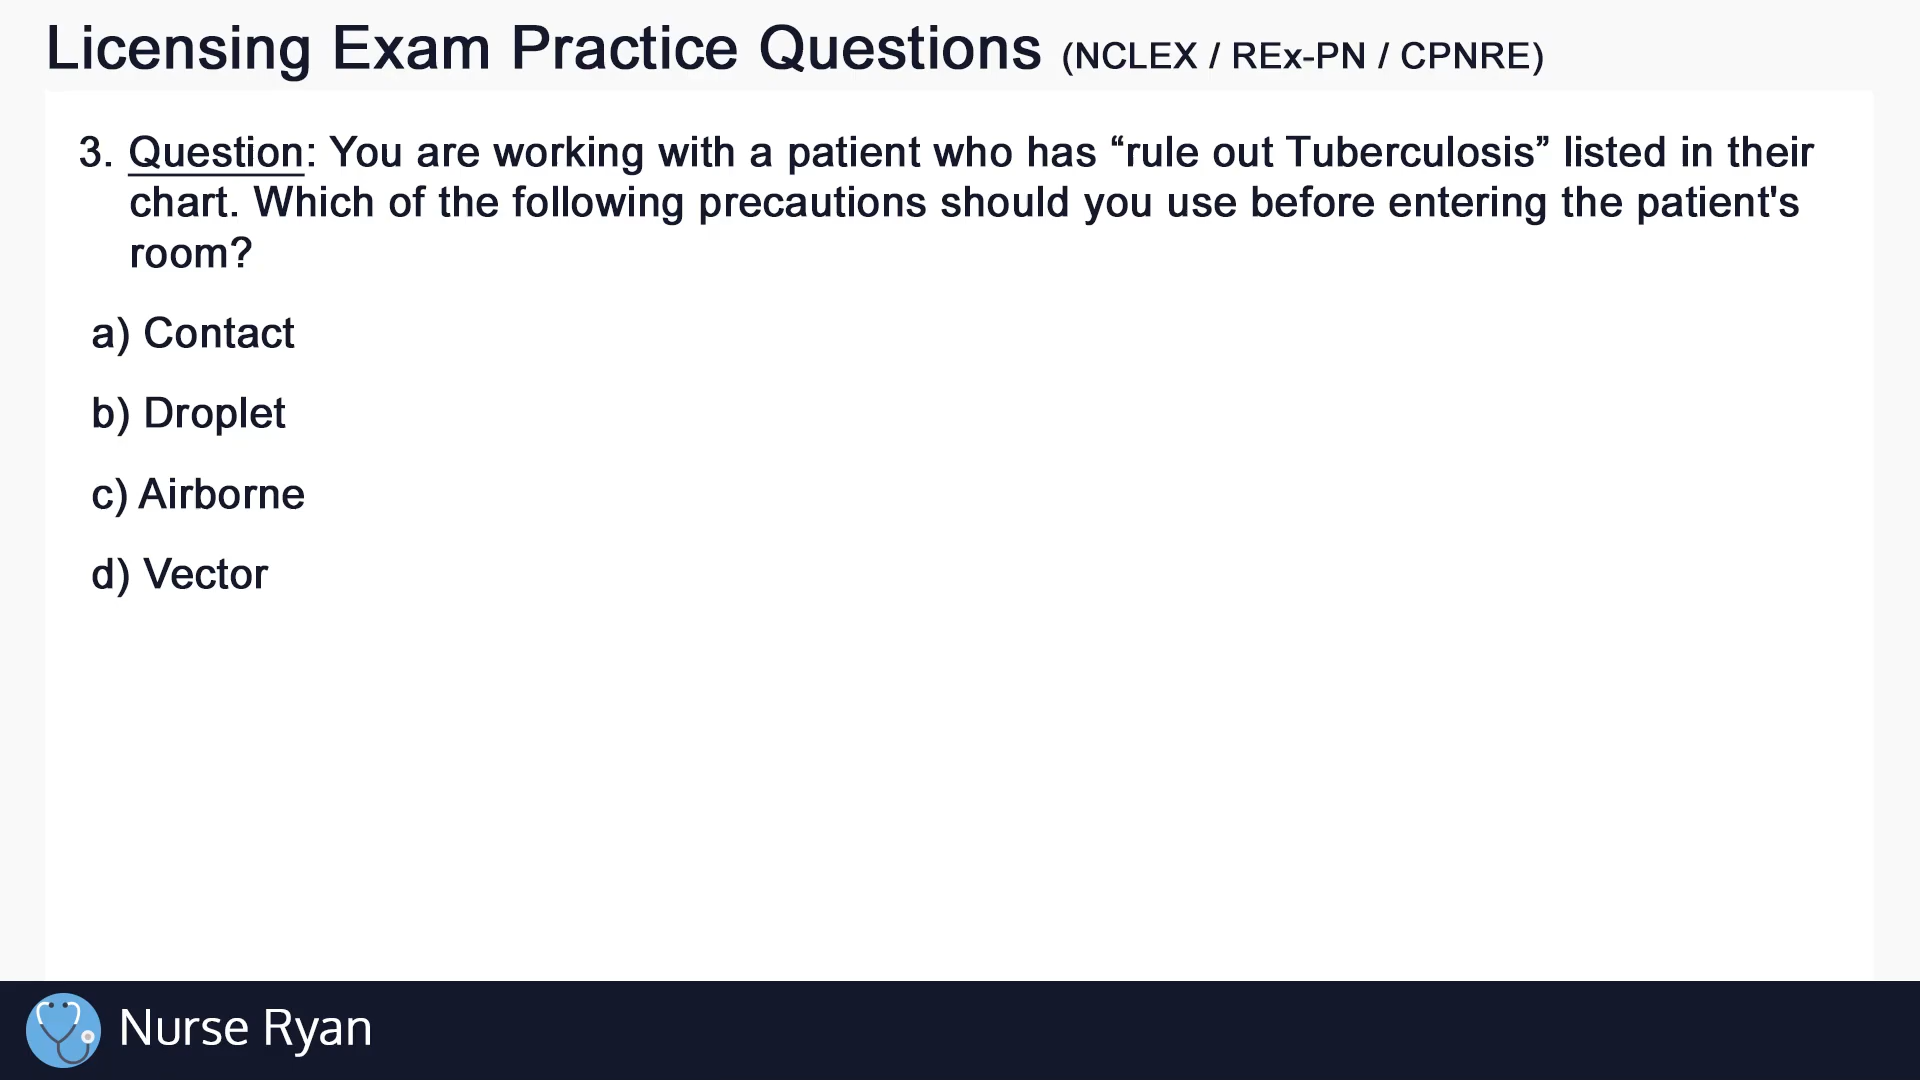 Licensing Exam Practice Questions (NCLEX / REx-PN / CPNRE)
3. Question: You are working with a patient who has “rule out Tuberculosis” listed in their
chart. Which of the following precautions should you use before entering the patient's
room?
a) Contact
b) Droplet
c) Airborne
d) Vector
Nurse Ryan